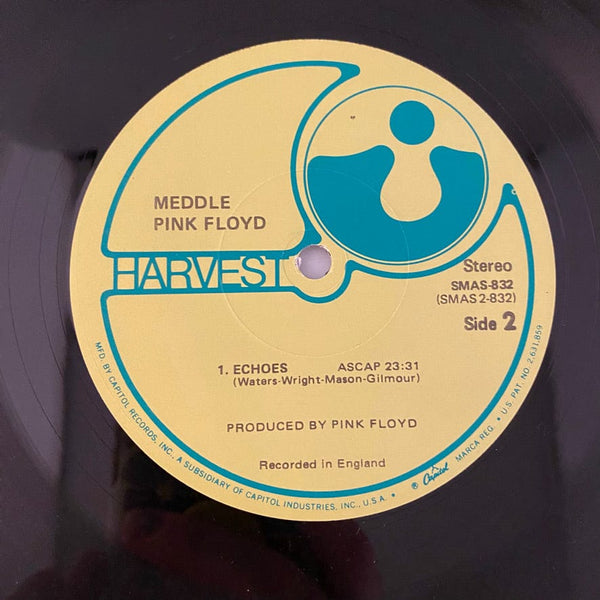 MEDDLE
PINK FLOYD
HARVEST
Stereo
SMAS-832
(SMAS 2-832)
Side 2
1. ECHOES ASCAP 23:31
(Waters-Wright-Mason-Gilmour)
PRODUCED BY PINK FLOYD
Recorded in England
MFD. BY CAPITOL RECORDS, INC., A SUBSIDIARY OF CAPITOL INDUSTRIES, INC., U.S.A. • ® Capitol MARCA REG. • U.S. PAT. NO. 2,631,859